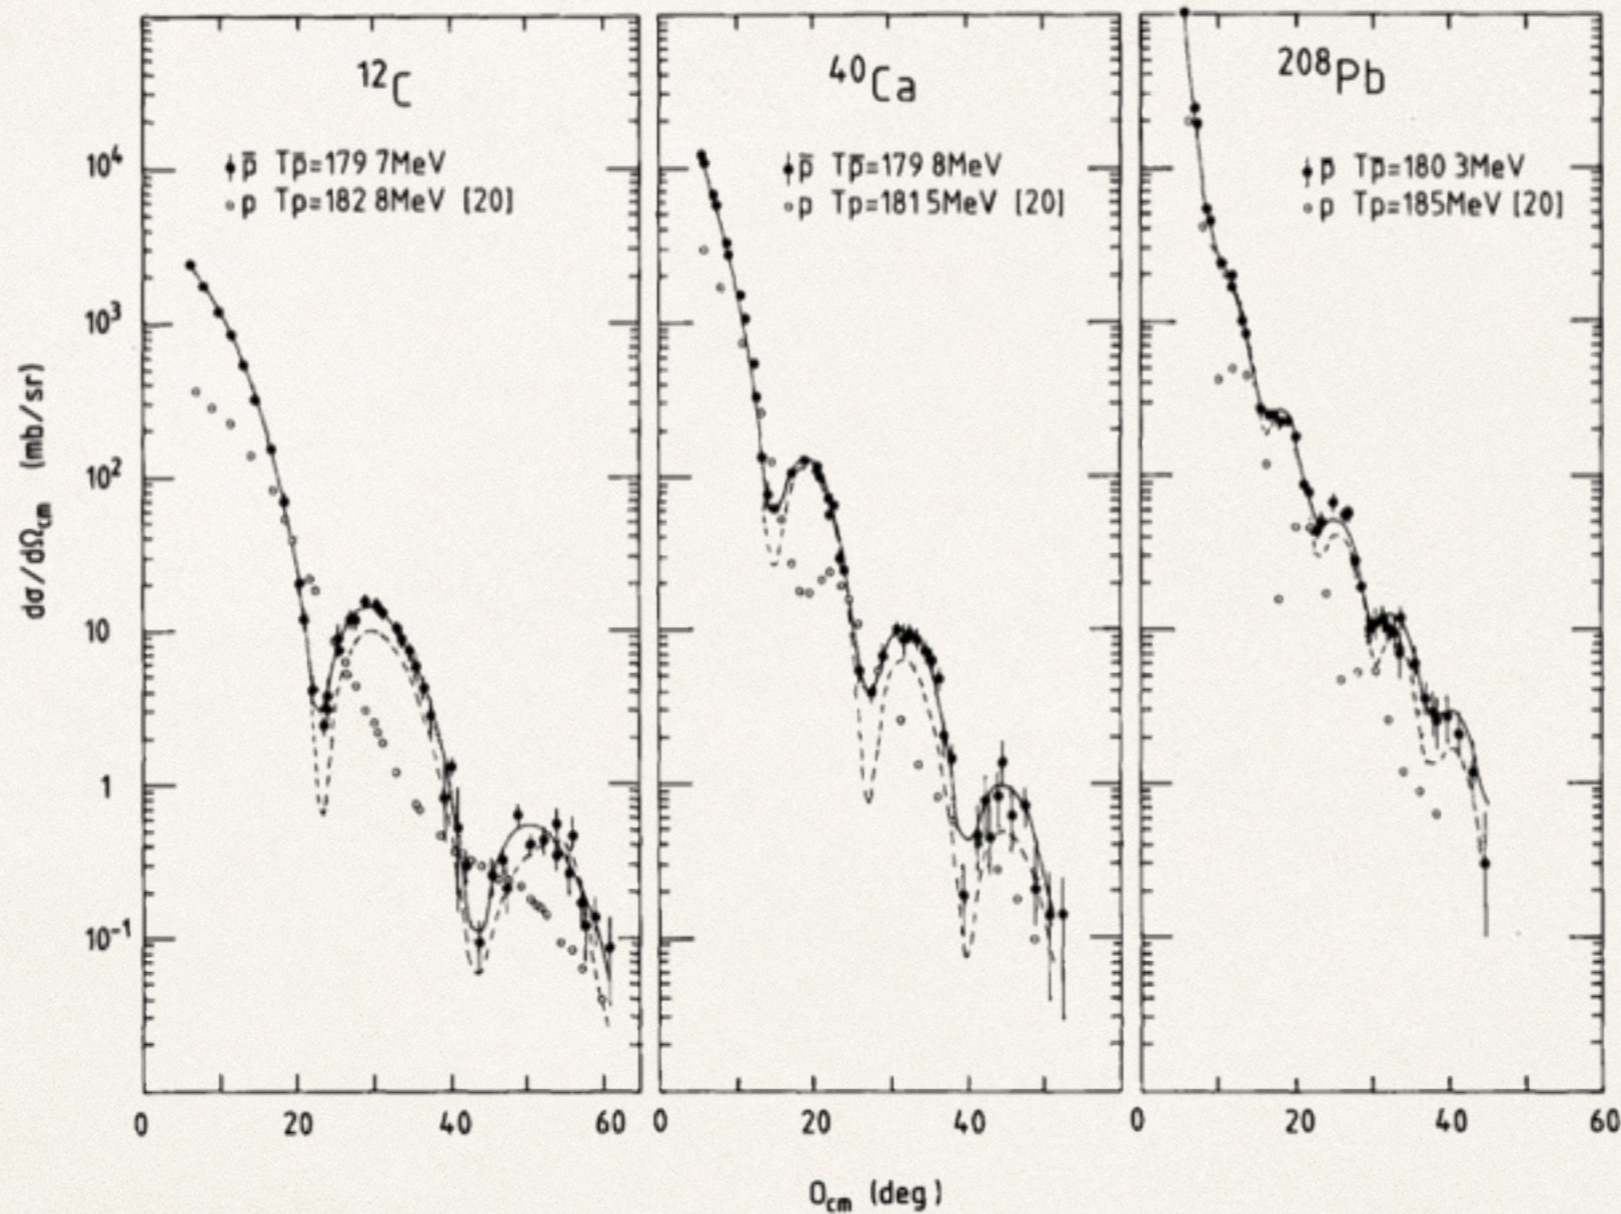 ¹²C
p̄ Tp̄=179 7MeV
p Tp=182 8MeV [20]
⁴⁰Ca
p̄ Tp̄=179 8MeV
p Tp=181 5MeV [20]
²⁰⁸Pb
p̄ Tp̄=180 3MeV
p Tp=185MeV [20]
dσ/dΩcm (mb/sr)
10⁴
10³
10²
10
1
10⁻¹
0 20 40 60
0 20 40
0 20 40 60
Θcm (deg)